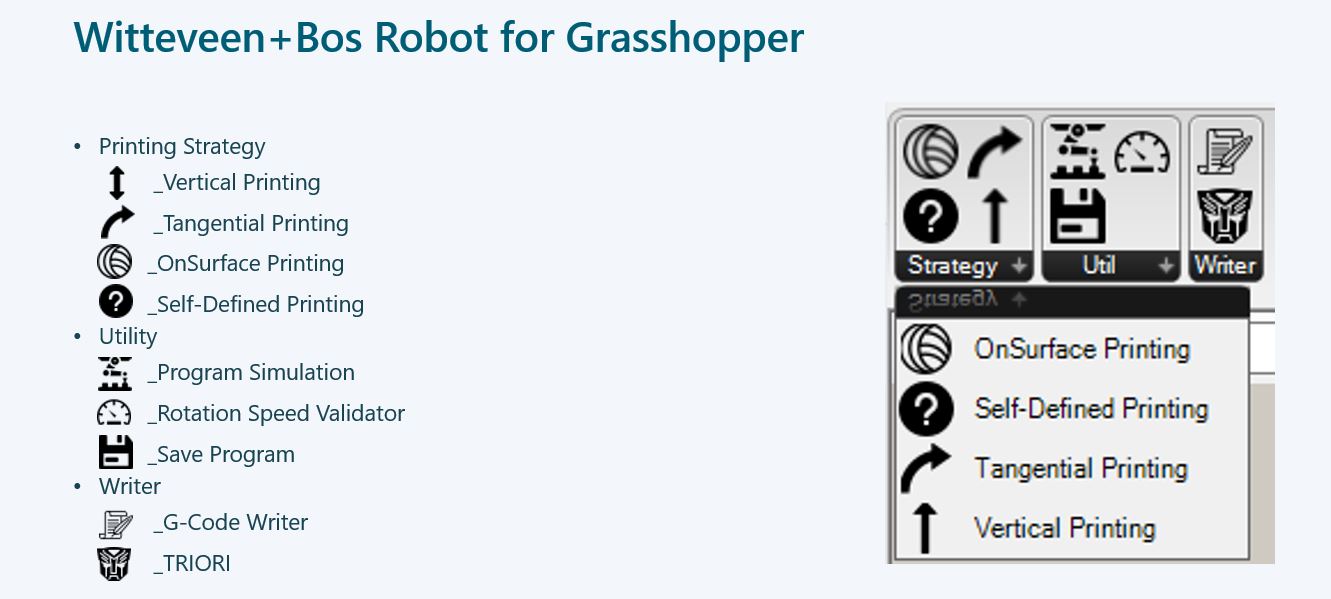 Witteveen+Bos Robot for Grasshopper
• Printing Strategy
_Vertical Printing
_Tangential Printing
_OnSurface Printing
_Self-Defined Printing
• Utility
_Program Simulation
_Rotation Speed Validator
_Save Program
• Writer
_G-Code Writer
_TRIORI
Strategy
Util
Writer
Strategy
OnSurface Printing
Self-Defined Printing
Tangential Printing
Vertical Printing